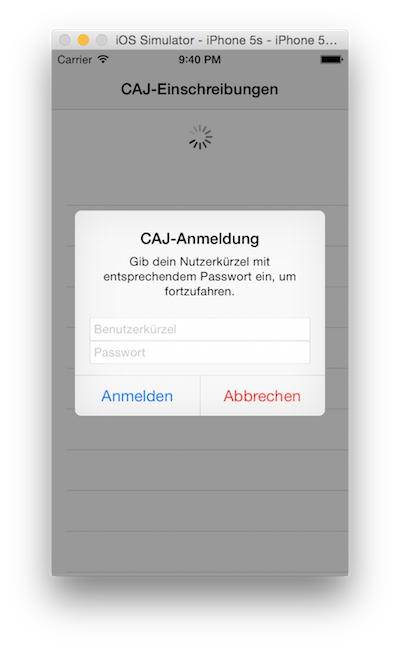 iOS Simulator - iPhone 5s - iPhone 5...
Carrier 9:40 PM
CAJ-Einschreibungen
CAJ-Anmeldung
Gib dein Nutzerkürzel mit
entsprechendem Passwort ein, um
fortzufahren.
Benutzerkürzel
Passwort
Anmelden Abbrechen